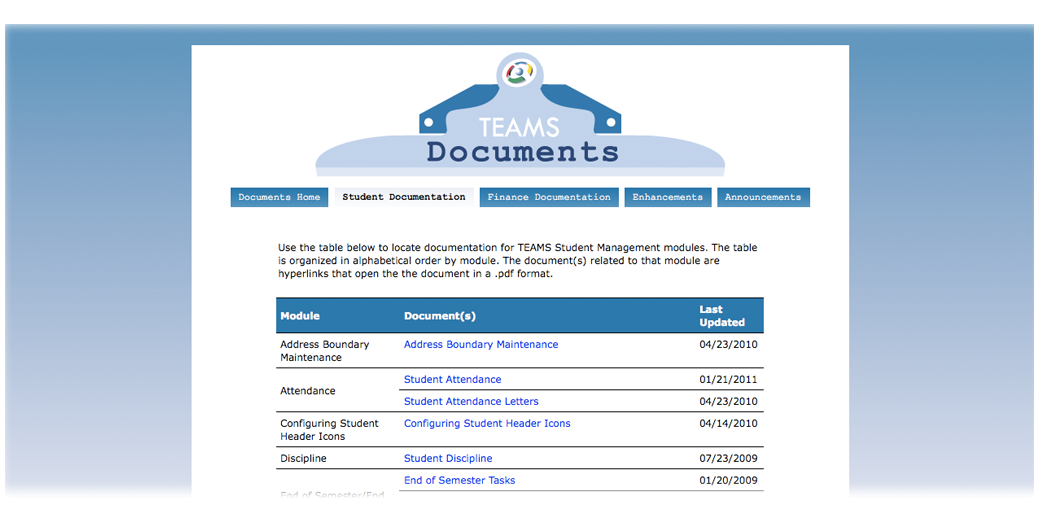 TEAMS
Documents
Documents Home Student Documentation Finance Documentation Enhancements Announcements
Use the table below to locate documentation for TEAMS Student Management modules. The table
is organized in alphabetical order by module. The document(s) related to that module are
hyperlinks that open the the document in a .pdf format.
Module Document(s) Last
Updated
Address Boundary
Maintenance Address Boundary Maintenance 04/23/2010
Attendance Student Attendance 01/21/2011
Student Attendance Letters 04/23/2010
Configuring Student
Header Icons Configuring Student Header Icons 04/14/2010
Discipline Student Discipline 07/23/2009
End of Semester Tasks 01/20/2009
End of Semester/End